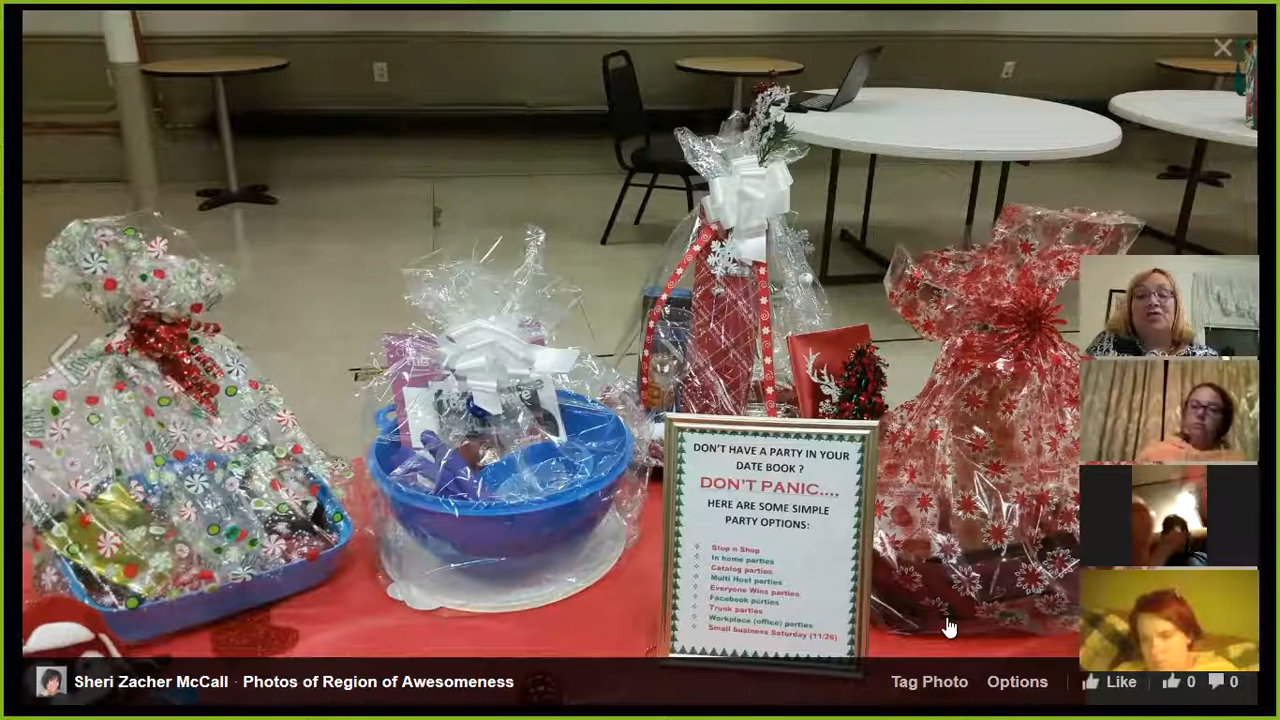 DON'T HAVE A PARTY IN YOUR
DATE BOOK ?
DON'T PANIC....
HERE ARE SOME SIMPLE
PARTY OPTIONS:
Stop n Shop
In home parties
Catalog parties
Multi Host parties
Everyone Wins parties
Facebook parties
Trunk parties
Workplace (office) parties
Small business Saturday (11/26)
Sheri Zacher McCall · Photos of Region of Awesomeness
Tag Photo Options Like 0 0